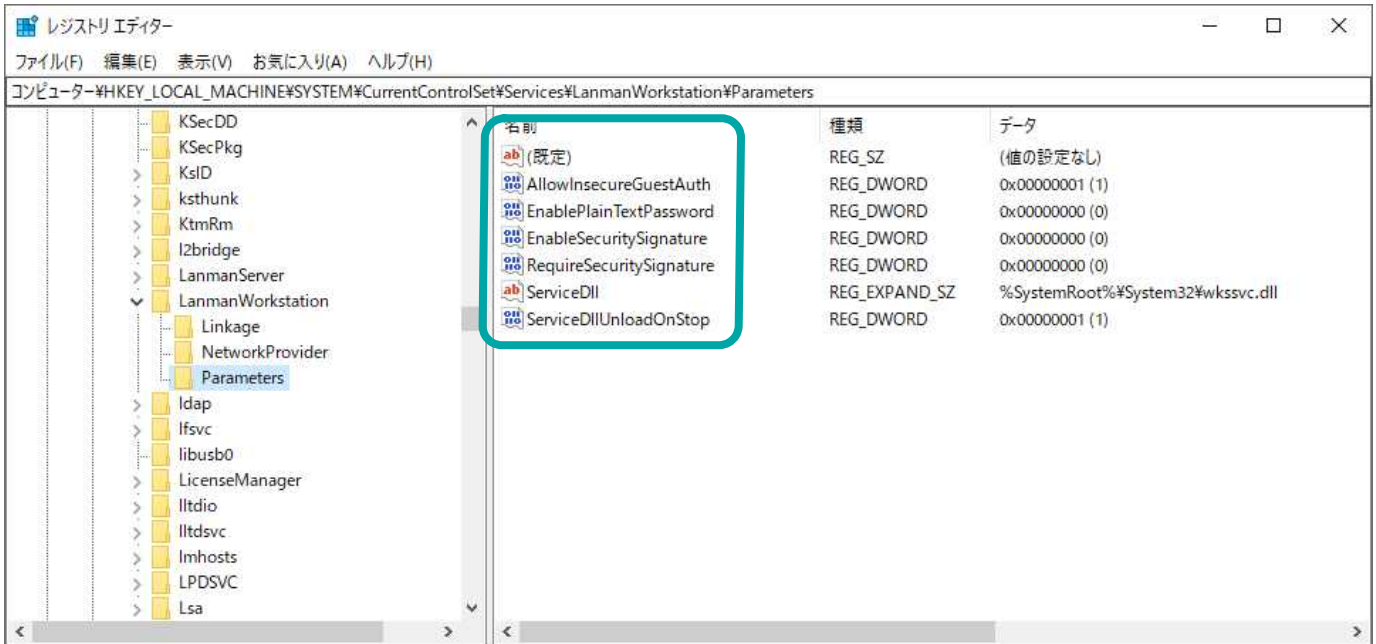 レジストリ エディター
ファイル(F) 編集(E) 表示(V) お気に入り(A) ヘルプ(H)
コンピューター¥HKEY_LOCAL_MACHINE¥SYSTEM¥CurrentControlSet¥Services¥LanmanWorkstation¥Parameters
KSecDD
KSecPkg
KsID
ksthunk
KtmRm
l2bridge
LanmanServer
LanmanWorkstation
Linkage
NetworkProvider
Parameters
ldap
lfsvc
libusb0
LicenseManager
lltdio
lltdsvc
lmhosts
LPDSVC
Lsa
名前 種類 データ
(既定) REG_SZ (値の設定なし)
AllowInsecureGuestAuth REG_DWORD 0x00000001 (1)
EnablePlainTextPassword REG_DWORD 0x00000000 (0)
EnableSecuritySignature REG_DWORD 0x00000000 (0)
RequireSecuritySignature REG_DWORD 0x00000000 (0)
ServiceDll REG_EXPAND_SZ %SystemRoot%¥System32¥wkssvc.dll
ServiceDllUnloadOnStop REG_DWORD 0x00000001 (1)